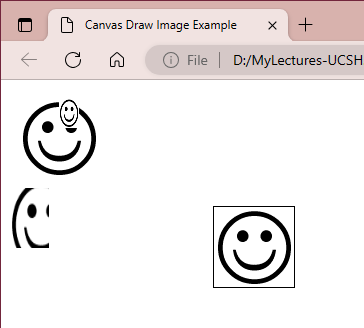 Canvas Draw Image Example
File
D:/MyLectures-UCSH